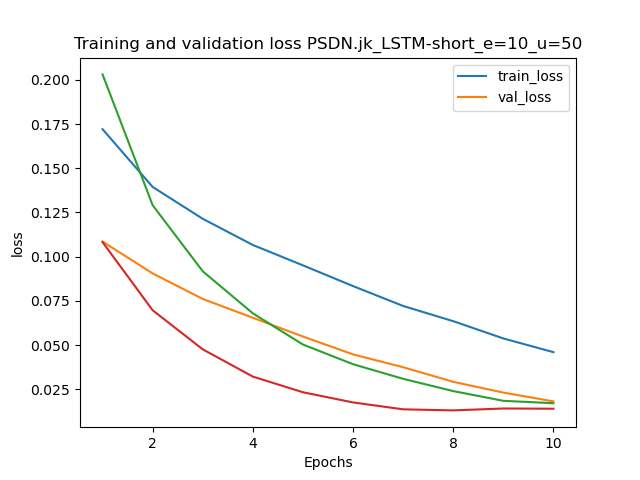 Training and validation loss PSDN.jk_LSTM-short_e=10_u=50
train_loss
val_loss
0.200
0.175
0.150
0.125
0.100
0.075
0.050
0.025
loss
2
4
6
8
10
Epochs